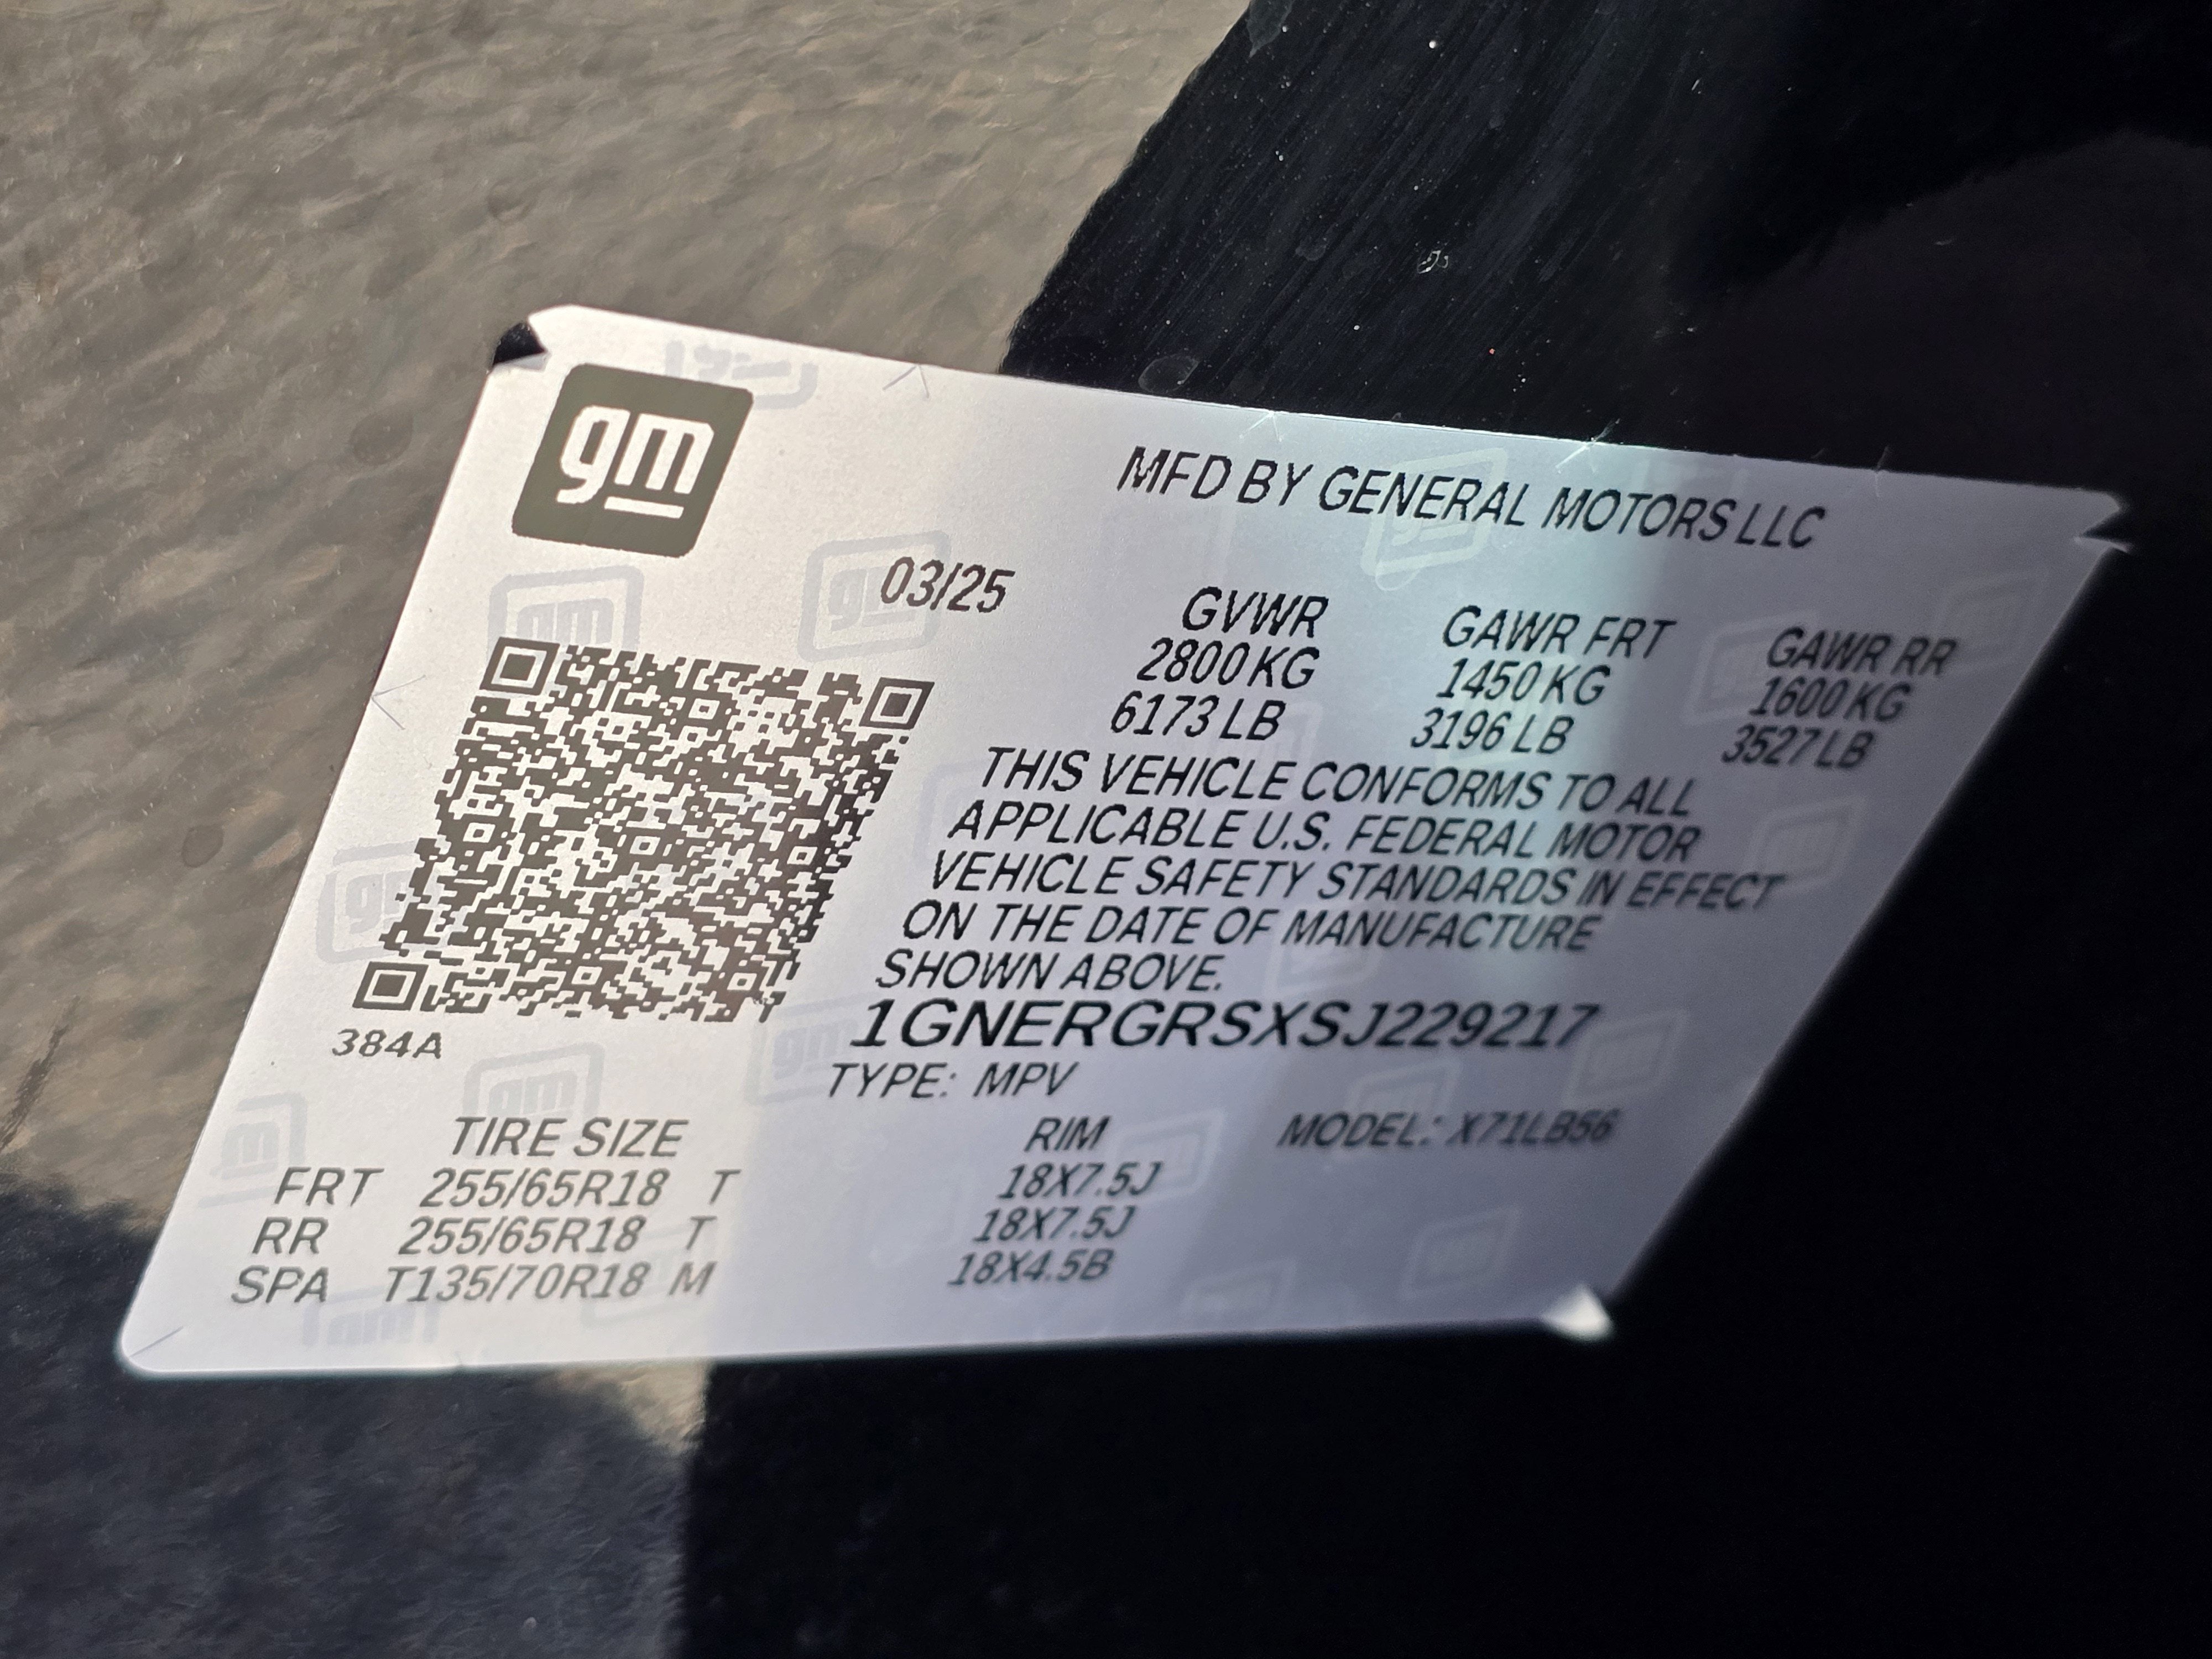 gm
MFD BY GENERAL MOTORS LLC
03/25
GVWR GAWR FRT GAWR RR
2800 KG 1450 KG 1600 KG
6173 LB 3196 LB 3527 LB
THIS VEHICLE CONFORMS TO ALL
APPLICABLE U.S. FEDERAL MOTOR
VEHICLE SAFETY STANDARDS IN EFFECT
ON THE DATE OF MANUFACTURE
SHOWN ABOVE.
1GNERGRSXSJ229217
384A
TYPE: MPV
TIRE SIZE RIM MODEL: X71LB56
FRT 255/65R18 T 18X7.5J
RR 255/65R18 T 18X7.5J
SPA T135/70R18 M 18X4.5B